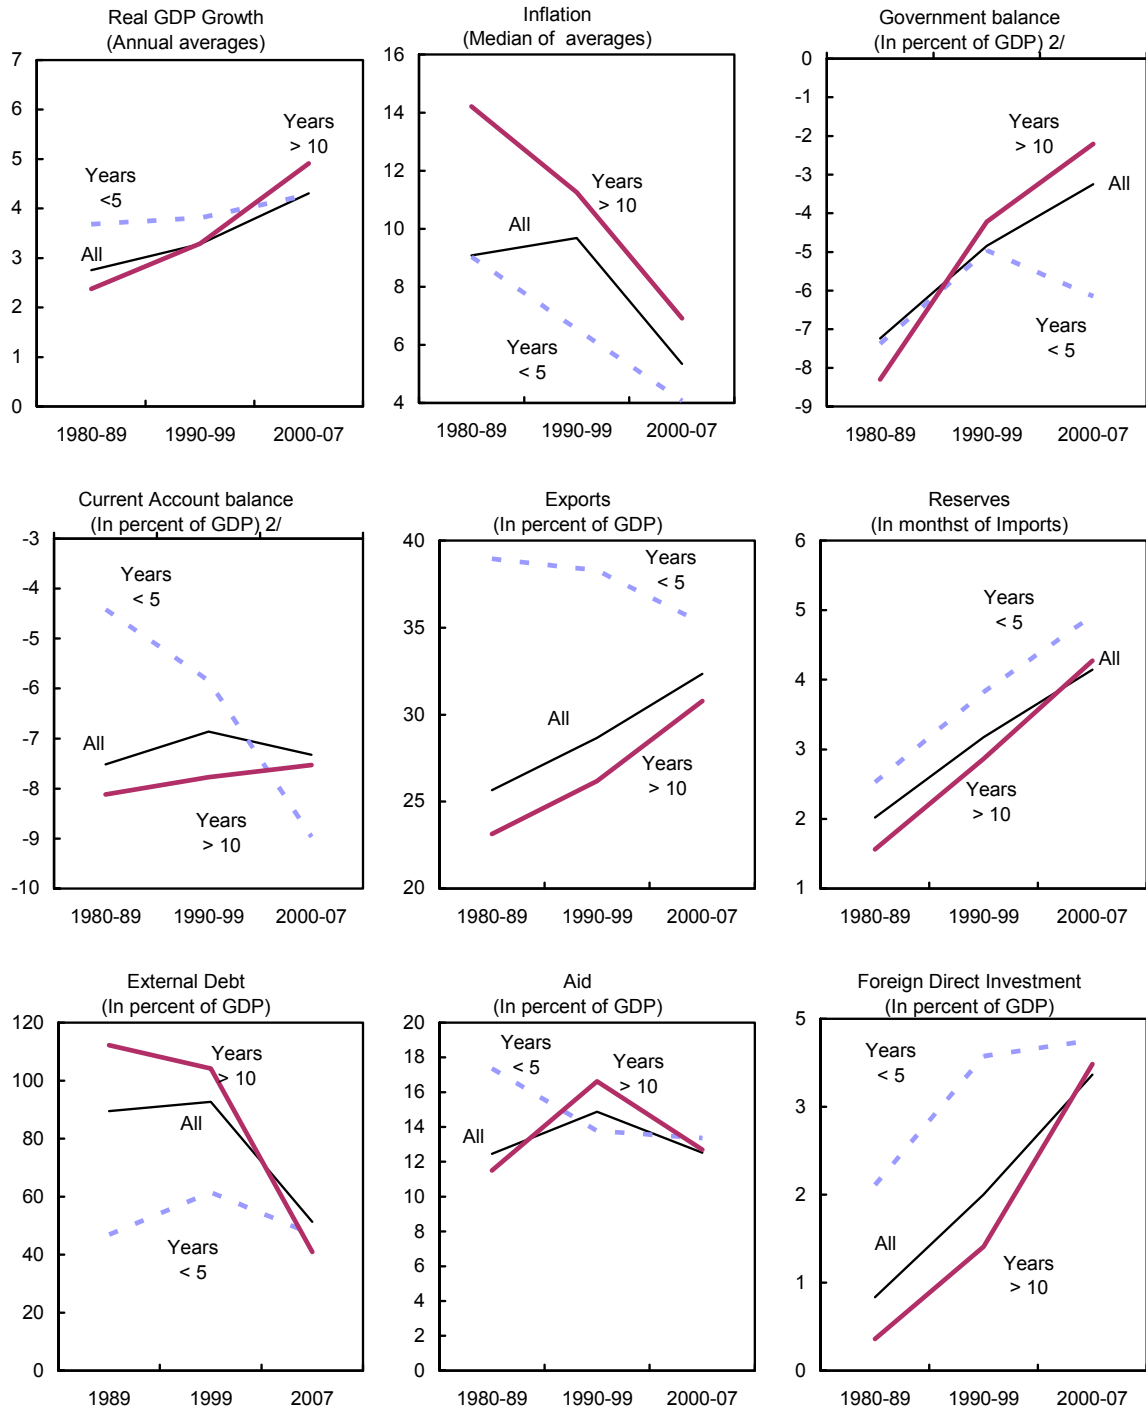 Real GDP Growth
(Annual averages)
7
6
5
4
3
2
1
0
Years
> 10
Years
<5
All
1980-89
1990-99
2000-07
Inflation
(Median of averages)
16
14
12
10
8
6
4
Years
> 10
All
Years
< 5
1980-89
1990-99
2000-07
Government balance
(In percent of GDP) 2/
0
-1
-2
-3
-4
-5
-6
-7
-8
-9
Years
> 10
All
Years
< 5
1980-89
1990-99
2000-07
Current Account balance
(In percent of GDP) 2/
-3
-4
-5
-6
-7
-8
-9
-10
Years
< 5
All
Years
> 10
1980-89
1990-99
2000-07
Exports
(In percent of GDP)
40
35
30
25
20
Years
< 5
All
Years
> 10
1980-89
1990-99
2000-07
Reserves
(In monthst of Imports)
6
5
4
3
2
1
Years
< 5
All
Years
> 10
1980-89
1990-99
2000-07
External Debt
(In percent of GDP)
120
100
80
60
40
20
0
Years
> 10
All
Years
< 5
1989
1999
2007
Aid
(In percent of GDP)
20
18
16
14
12
10
8
6
4
2
0
Years
< 5
Years
> 10
All
1980-89
1990-99
2000-07
Foreign Direct Investment
(In percent of GDP)
5
3
2
1
0
Years
< 5
All
Years
> 10
1980-89
1990-99
2000-07